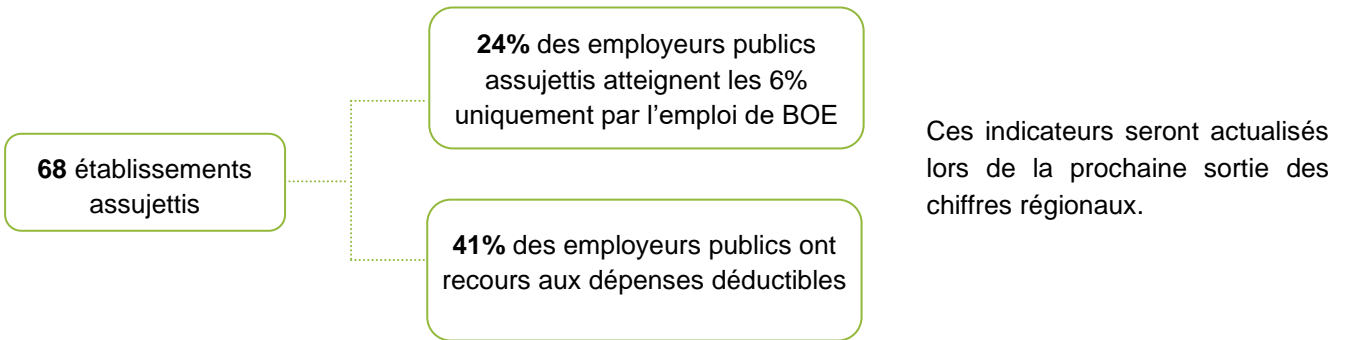 68 établissements
assujettis
24% des employeurs publics
assujettis atteignent les 6%
uniquement par l’emploi de BOE
41% des employeurs publics ont
recours aux dépenses déductibles
Ces indicateurs seront actualisés
lors de la prochaine sortie des
chiffres régionaux.